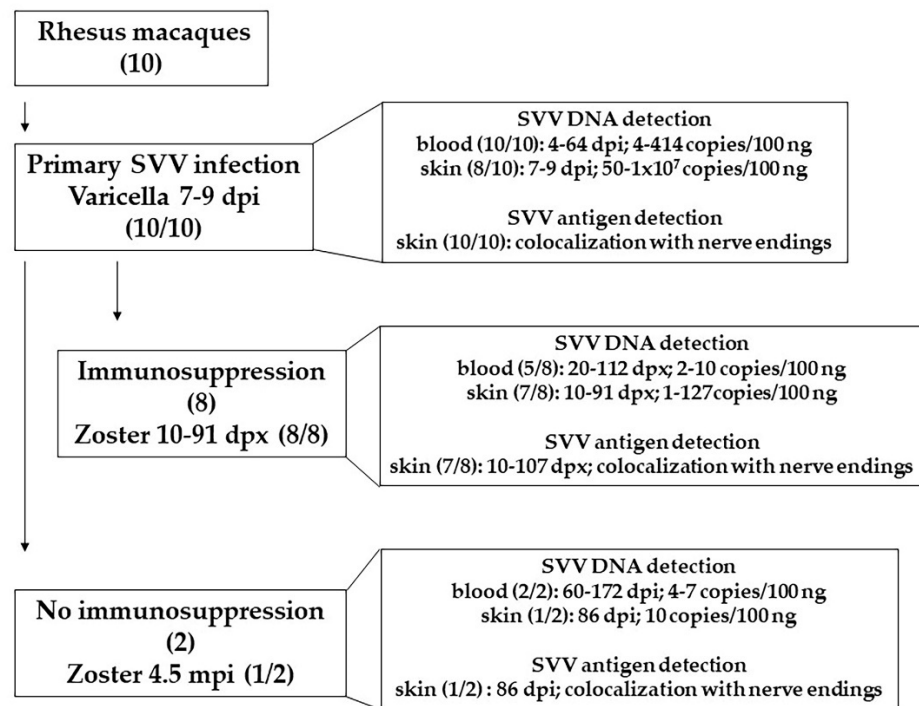 Rhesus macaques
(10)
Primary SVV infection
Varicella 7-9 dpi
(10/10)
SVV DNA detection
blood (10/10): 4-64 dpi; 4-414 copies/100 ng
skin (8/10): 7-9 dpi; 50-1x10⁷ copies/100 ng
SVV antigen detection
skin (10/10): colocalization with nerve endings
Immunosuppression
(8)
Zoster 10-91 dpx (8/8)
SVV DNA detection
blood (5/8): 20-112 dpx; 2-10 copies/100 ng
skin (7/8): 10-91 dpx; 1-127copies/100 ng
SVV antigen detection
skin (7/8): 10-107 dpx; colocalization with nerve endings
No immunosuppression
(2)
Zoster 4.5 mpi (1/2)
SVV DNA detection
blood (2/2): 60-172 dpi; 4-7 copies/100 ng
skin (1/2): 86 dpi; 10 copies/100 ng
SVV antigen detection
skin (1/2) : 86 dpi; colocalization with nerve endings